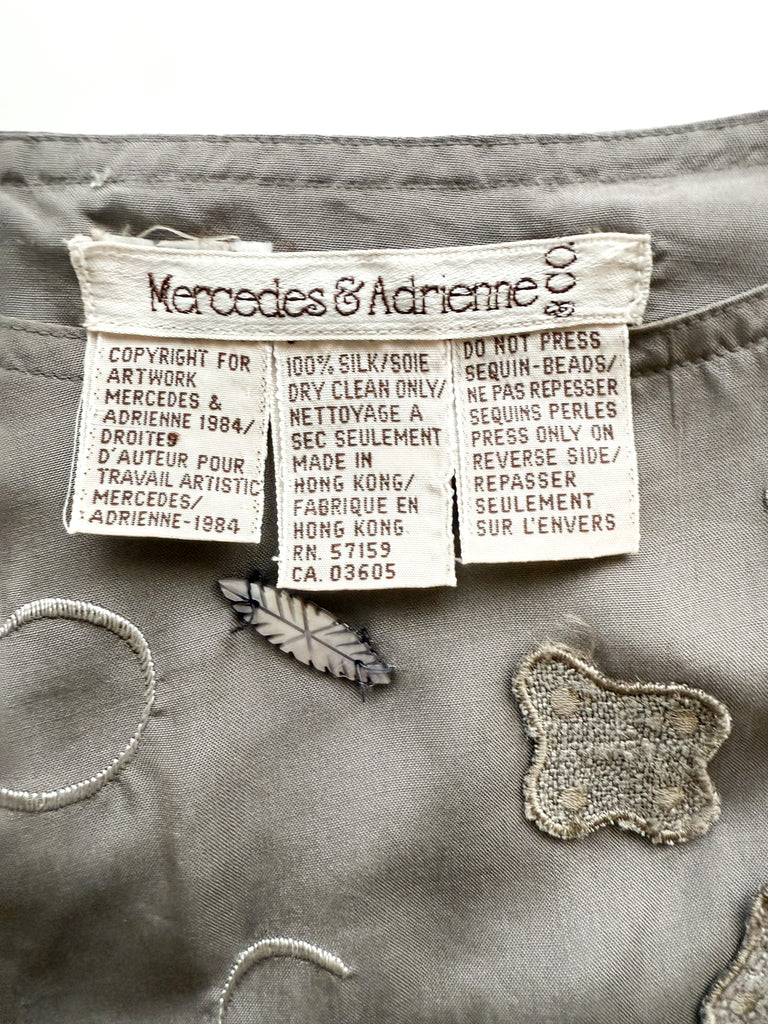 Mercedes & Adrienne & CO.
COPYRIGHT FOR
ARTWORK
MERCEDES &
ADRIENNE 1984/
DROITES
D'AUTEUR POUR
TRAVAIL ARTISTIC
MERCEDES/
ADRIENNE-1984
100% SILK/SOIE
DRY CLEAN ONLY/
NETTOYAGE A
SEC SEULEMENT
MADE IN
HONG KONG/
FABRIQUE EN
HONG KONG
RN. 57159
CA. 03605
DO NOT PRESS
SEQUIN-BEADS/
NE PAS REPESSER
SEQUINS PERLES
PRESS ONLY ON
REVERSE SIDE/
REPASSER
SEULEMENT
SUR L'ENVERS